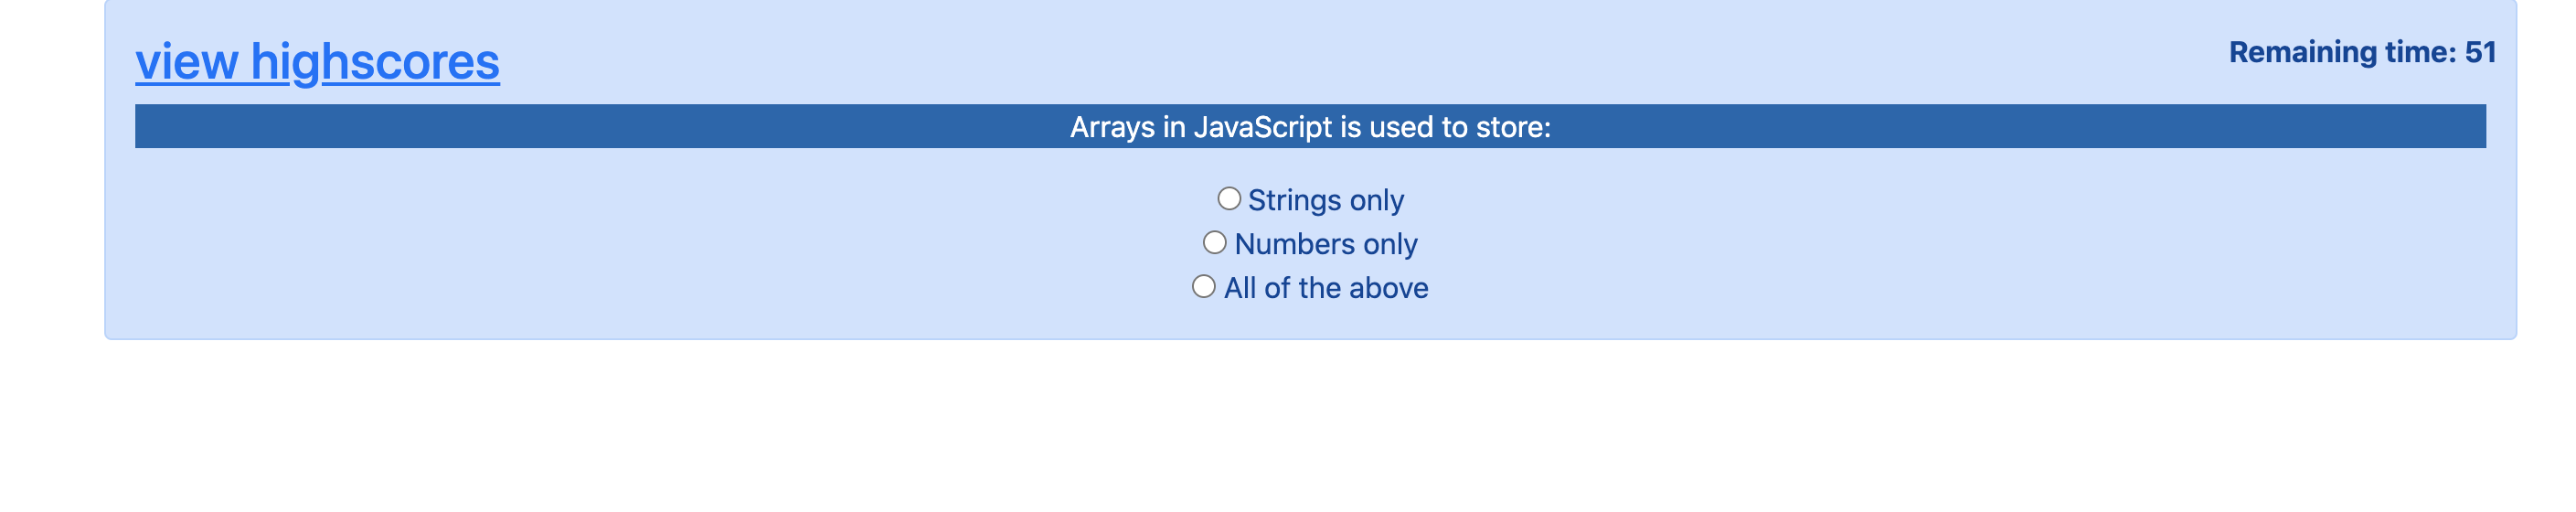 view highscores
Remaining time: 51
Arrays in JavaScript is used to store:
Strings only
Numbers only
All of the above